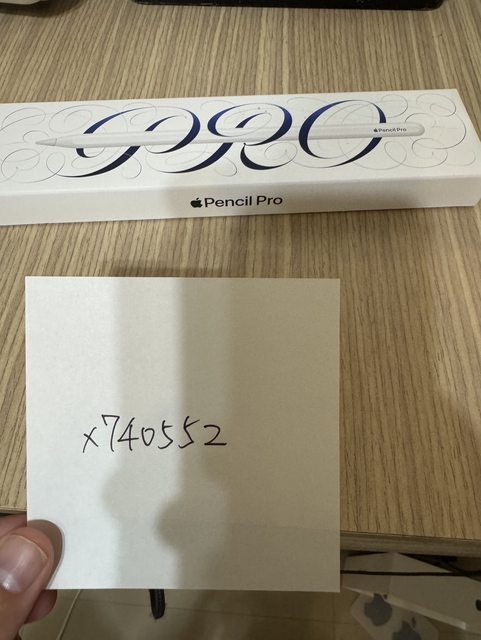 PRO
Pencil Pro
Pencil Pro
x740552